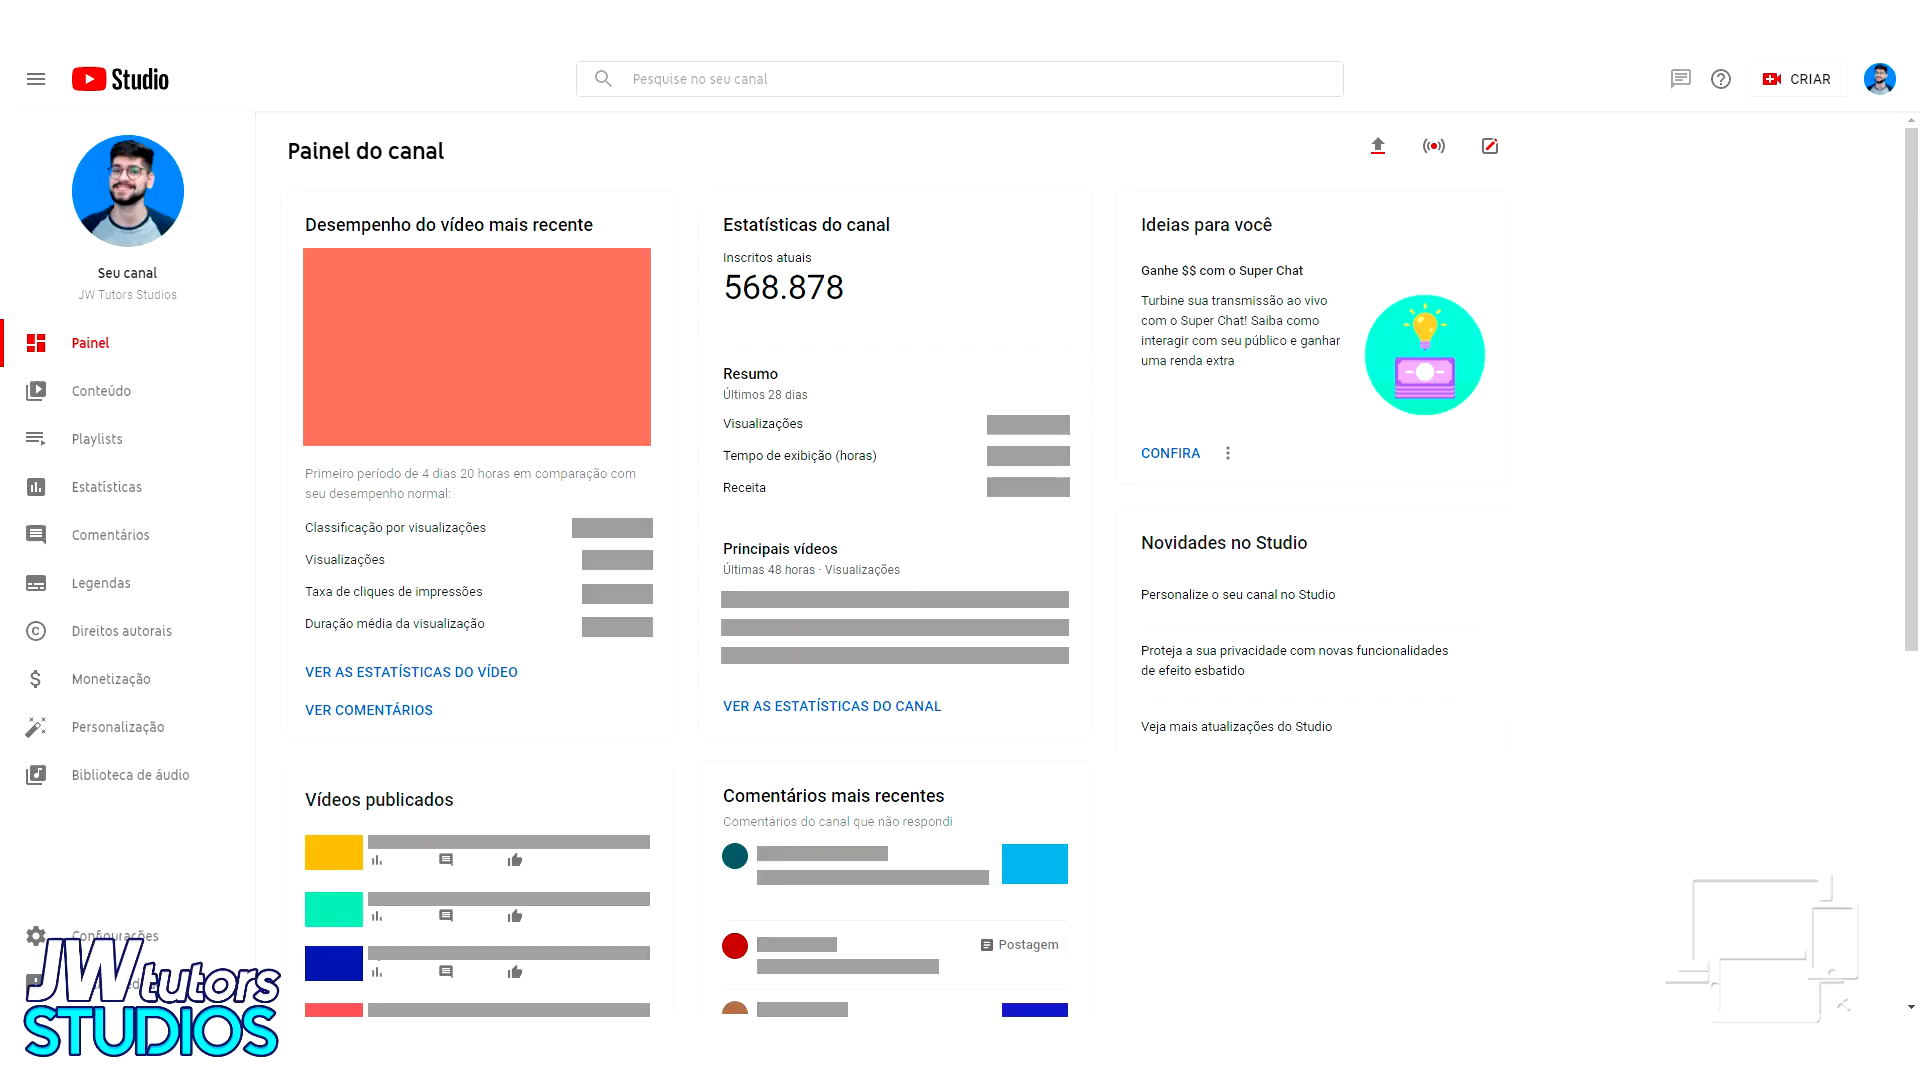 Studio
Pesquise no seu canal
CRIAR
Seu canal
JW Tutors Studios
Painel
Conteúdo
Playlists
Estatísticas
Comentários
Legendas
Direitos autorais
Monetização
Personalização
Biblioteca de áudio
Configurações
JW tutors
STUDIOS
Painel do canal
Desempenho do vídeo mais recente
Primeiro período de 4 dias 20 horas em comparação com
seu desempenho normal:
Classificação por visualizações
Visualizações
Taxa de cliques de impressões
Duração média da visualização
VER AS ESTATÍSTICAS DO VÍDEO
VER COMENTÁRIOS
Vídeos publicados
Estatísticas do canal
Inscritos atuais
568.878
Resumo
Últimos 28 dias
Visualizações
Tempo de exibição (horas)
Receita
Principais vídeos
Últimas 48 horas · Visualizações
VER AS ESTATÍSTICAS DO CANAL
Comentários mais recentes
Comentários do canal que não respondi
Postagem
Ideias para você
Ganhe $$ com o Super Chat
Turbine sua transmissão ao vivo
com o Super Chat! Saiba como
interagir com seu público e ganhar
uma renda extra
CONFIRA
Novidades no Studio
Personalize o seu canal no Studio
Proteja a sua privacidade com novas funcionalidades
de efeito esbatido
Veja mais atualizações do Studio